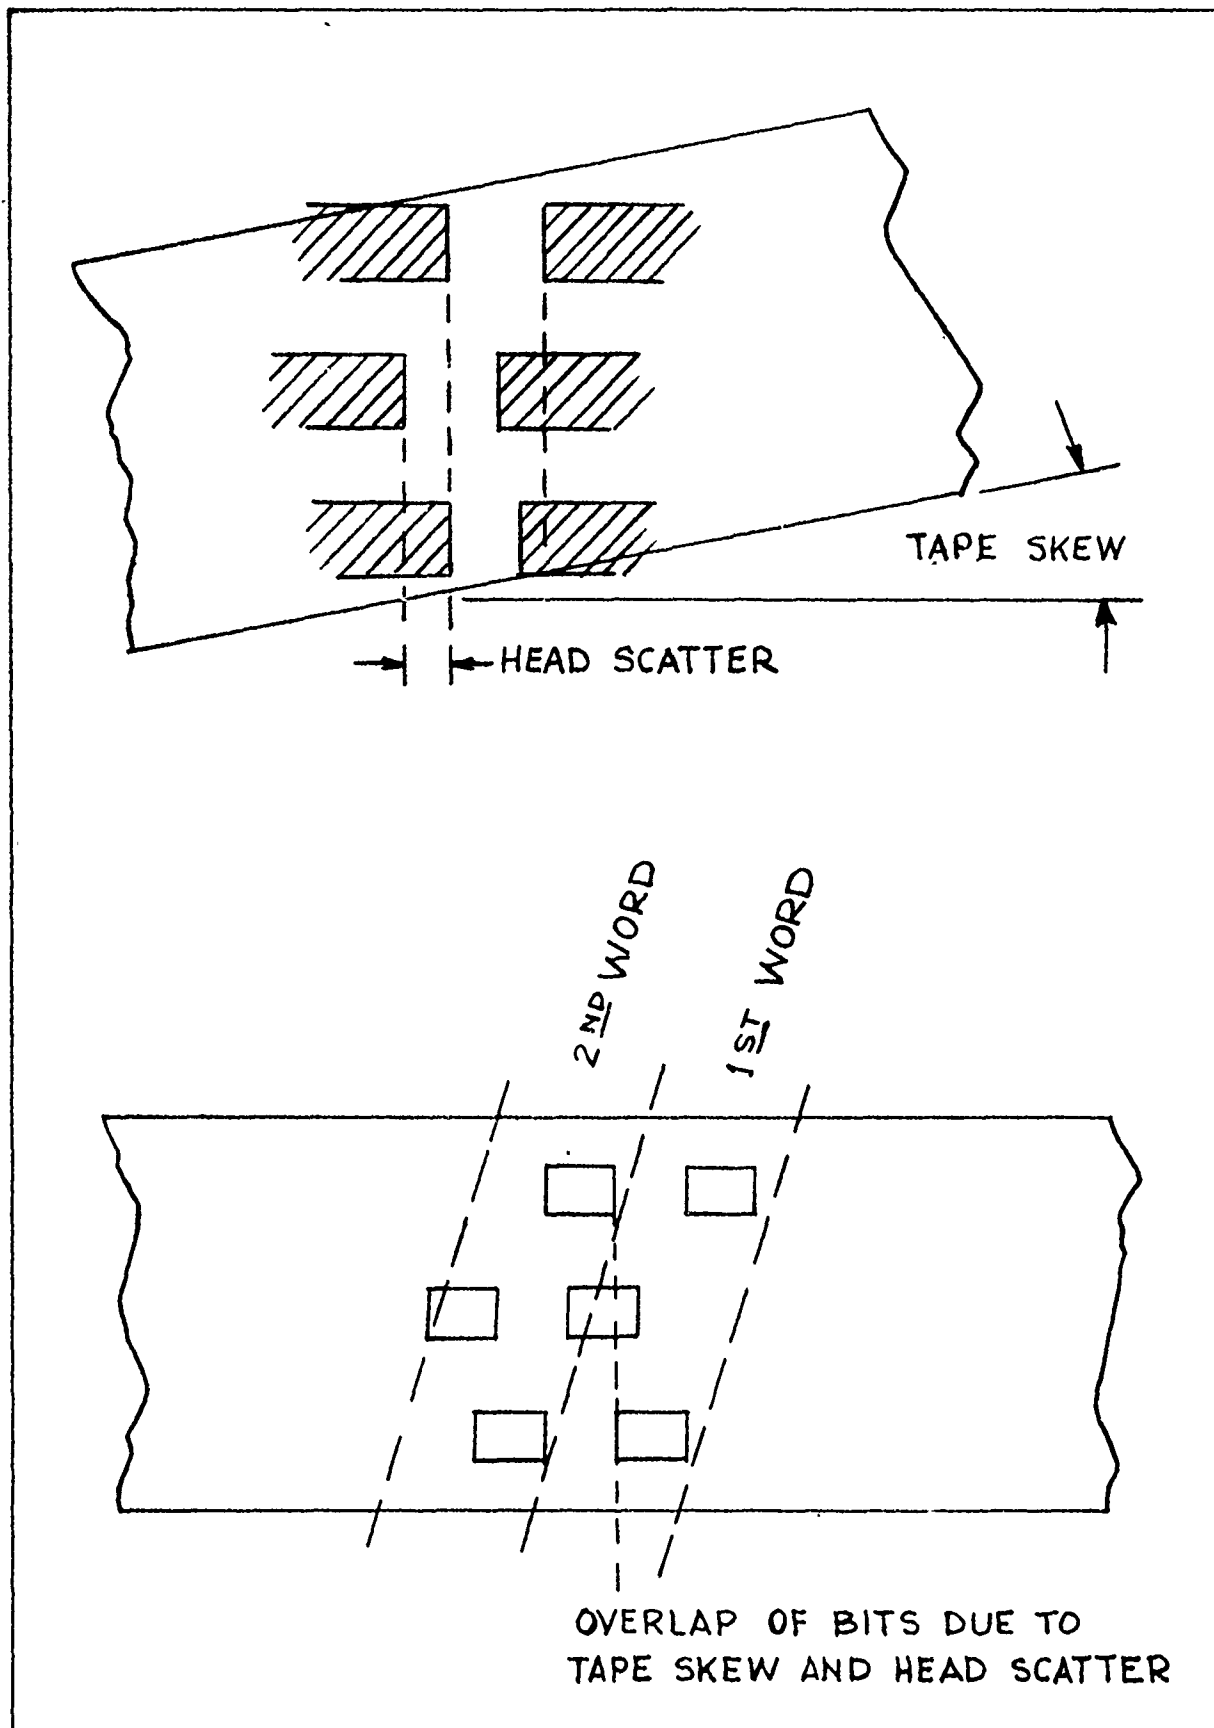 TAPE SKEW
HEAD SCATTER
2ND WORD
1ST WORD
OVERLAP OF BITS DUE TO
TAPE SKEW AND HEAD SCATTER